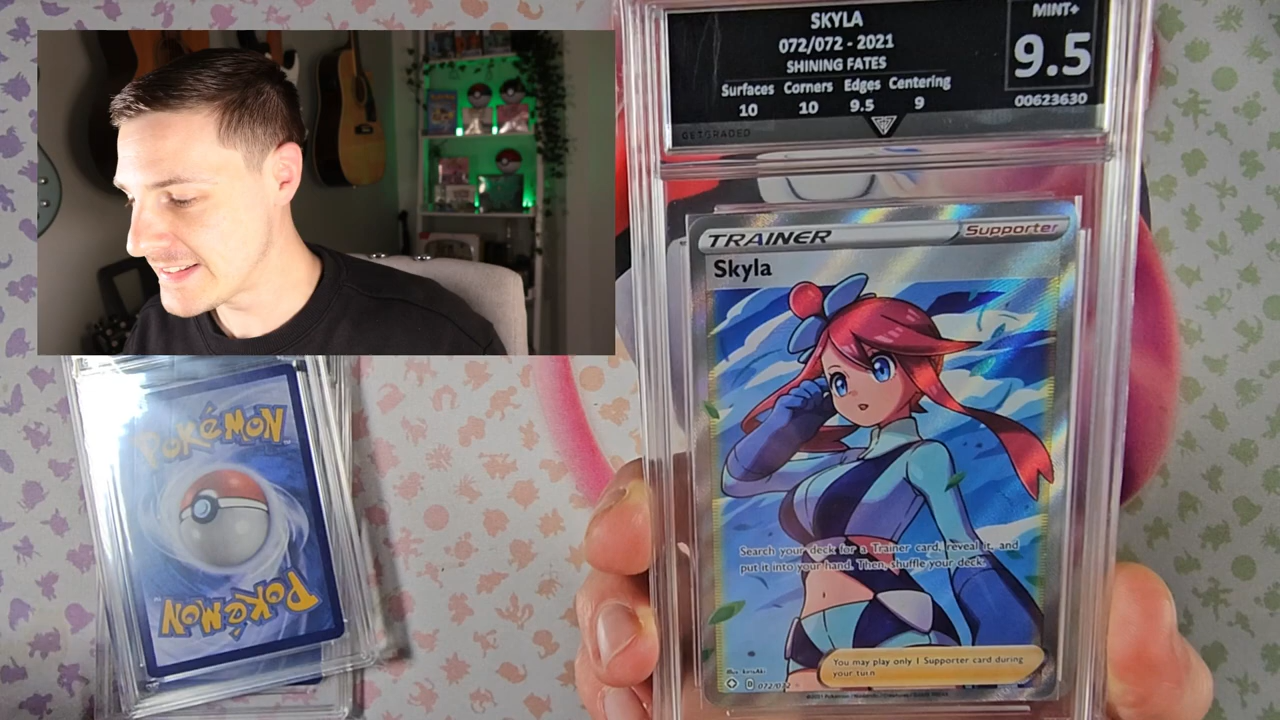 SKYLA
072/072 - 2021
SHINING FATES
Surfaces Corners Edges Centering
10 10 9.5 9
MINT+
9.5
00623630
GETGRADED
TRAINER
Supporter
Skyla
Search your deck for a Trainer card, reveal it, and
put it into your hand. Then, shuffle your deck.
You may play only 1 Supporter card during
your turn
D 072/072
POKéMON
POKéMON